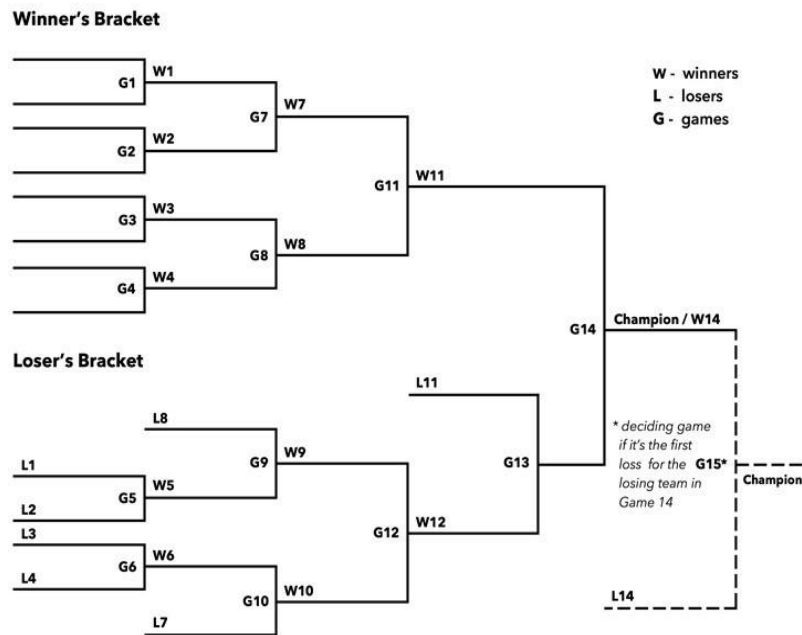 Winner's Bracket
W - winners
L - losers
G - games
G1
W1
G2
W2
G7
W7
G3
W3
G4
W4
G8
W8
G11
W11
G14
Champion / W14
Loser's Bracket
L11
L8
G9
W9
L1
G5
W5
L2
L3
G6
W6
L4
G10
W10
L7
G12
W12
G13
* deciding game
if it's the first
loss for the
losing team in
Game 14
G15*
Champion
L14